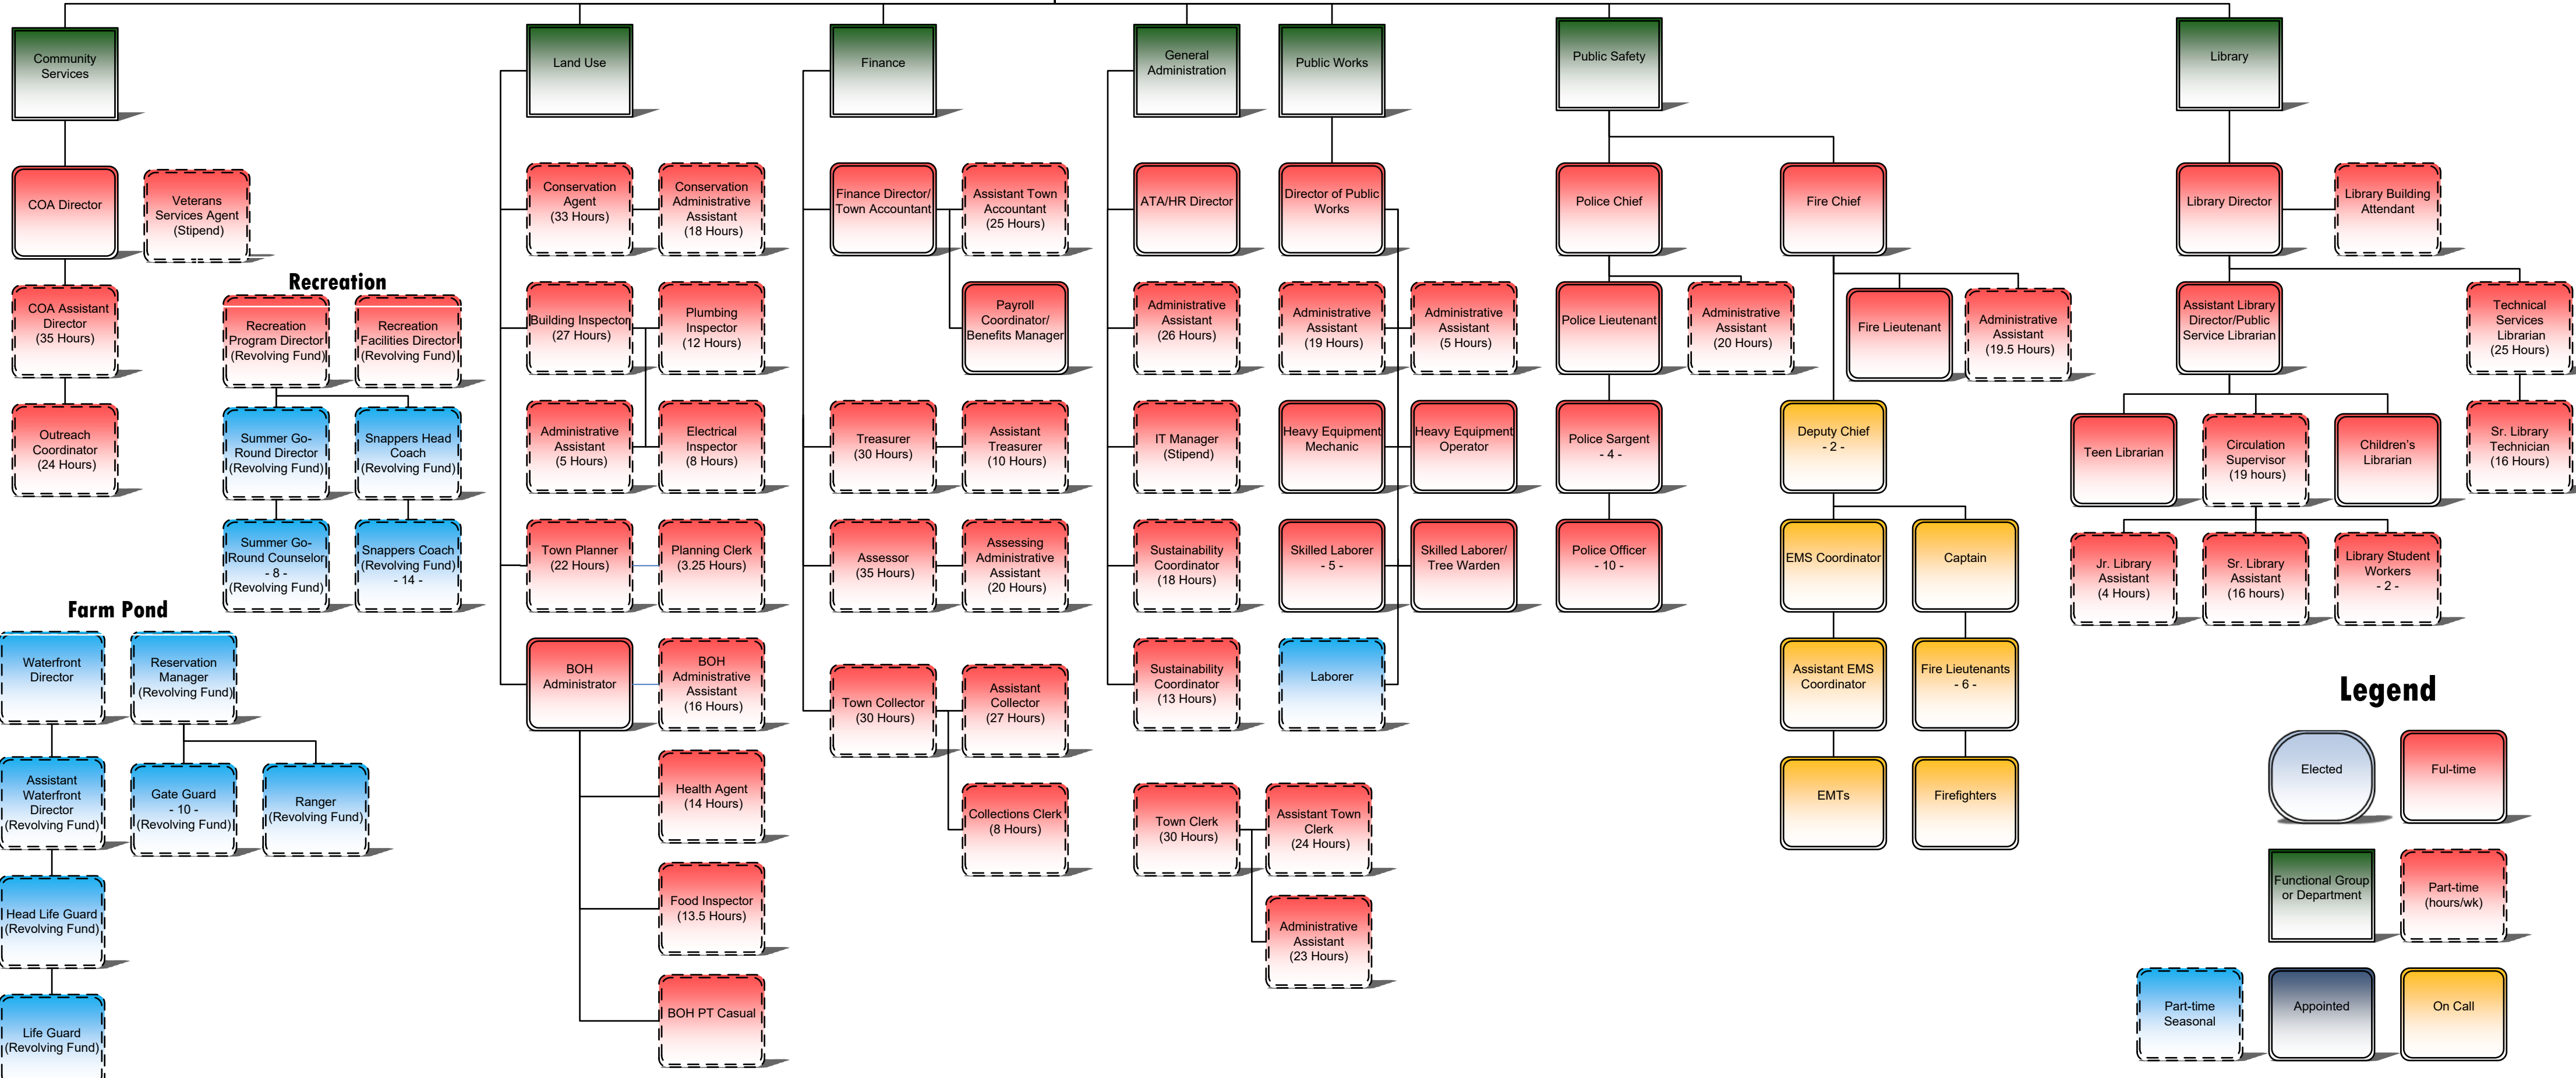 Community
Services
Land Use
Finance
General
Administration
Public Works
Public Safety
Library
COA Director
Veterans
Services Agent
(Stipend)
COA Assistant
Director
(35 Hours)
Outreach
Coordinator
(24 Hours)
Recreation
Recreation
Program Director
(Revolving Fund)
Recreation
Facilities Director
(Revolving Fund)
Summer Go-
Round Director
(Revolving Fund)
Snappers Head
Coach
(Revolving Fund)
Summer Go-
Round Counselor
- 8 -
(Revolving Fund)
Snappers Coach
(Revolving Fund)
- 14 -
Farm Pond
Waterfront
Director
Reservation
Manager
(Revolving Fund)
Assistant
Waterfront
Director
(Revolving Fund)
Gate Guard
- 10 -
(Revolving Fund)
Ranger
(Revolving Fund)
Head Life Guard
(Revolving Fund)
Life Guard
(Revolving Fund)
Conservation
Agent
(33 Hours)
Conservation
Administrative
Assistant
(18 Hours)
Building Inspector
(27 Hours)
Plumbing
Inspector
(12 Hours)
Administrative
Assistant
(5 Hours)
Electrical
Inspector
(8 Hours)
Town Planner
(22 Hours)
Planning Clerk
(3.25 Hours)
BOH
Administrator
BOH
Administrative
Assistant
(16 Hours)
Health Agent
(14 Hours)
Food Inspector
(13.5 Hours)
BOH PT Casual
Finance Director/
Town Accountant
Assistant Town
Accountant
(25 Hours)
Payroll
Coordinator/
Benefits Manager
Treasurer
(30 Hours)
Assistant
Treasurer
(10 Hours)
Assessor
(35 Hours)
Assessing
Administrative
Assistant
(20 Hours)
Town Collector
(30 Hours)
Assistant
Collector
(27 Hours)
Collections Clerk
(8 Hours)
ATA/HR Director
Administrative
Assistant
(26 Hours)
IT Manager
(Stipend)
Sustainability
Coordinator
(18 Hours)
Sustainability
Coordinator
(13 Hours)
Town Clerk
(30 Hours)
Assistant Town
Clerk
(24 Hours)
Administrative
Assistant
(23 Hours)
Director of Public
Works
Administrative
Assistant
(19 Hours)
Administrative
Assistant
(5 Hours)
Heavy Equipment
Mechanic
Heavy Equipment
Operator
Skilled Laborer
- 5 -
Skilled Laborer/
Tree Warden
Laborer
Police Chief
Fire Chief
Police Lieutenant
Administrative
Assistant
(20 Hours)
Fire Lieutenant
Administrative
Assistant
(19.5 Hours)
Police Sargent
- 4 -
Police Officer
- 10 -
Deputy Chief
- 2 -
EMS Coordinator
Captain
Assistant EMS
Coordinator
Fire Lieutenants
- 6 -
EMTs
Firefighters
Library Director
Library Building
Attendant
Assistant Library
Director/Public
Service Librarian
Technical
Services
Librarian
(25 Hours)
Teen Librarian
Circulation
Supervisor
(19 hours)
Children's
Librarian
Sr. Library
Technician
(16 Hours)
Jr. Library
Assistant
(4 Hours)
Sr. Library
Assistant
(16 hours)
Library Student
Workers
- 2 -
Legend
Elected
Ful-time
Functional Group
or Department
Part-time
(hours/wk)
Part-time
Seasonal
Appointed
On Call